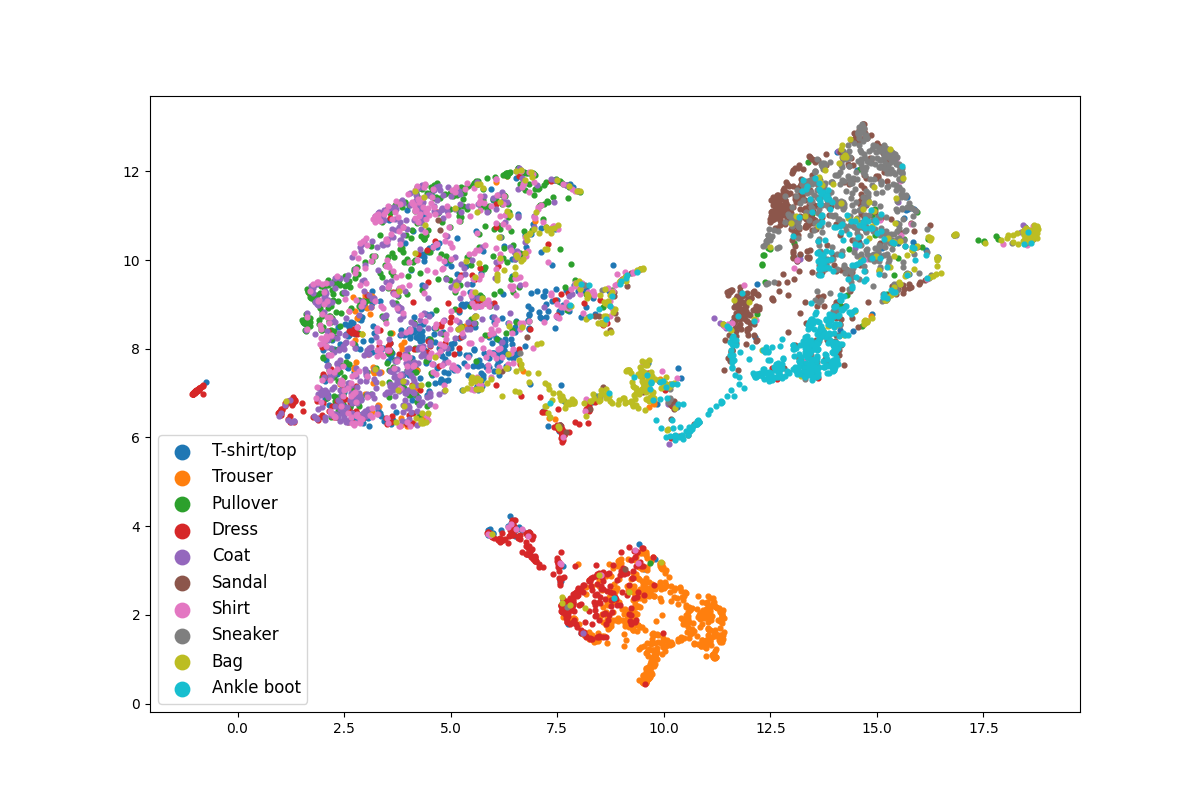 12
10
8
6
4
2
0
T-shirt/top
Trouser
Pullover
Dress
Coat
Sandal
Shirt
Sneaker
Bag
Ankle boot
0.0 2.5 5.0 7.5 10.0 12.5 15.0 17.5